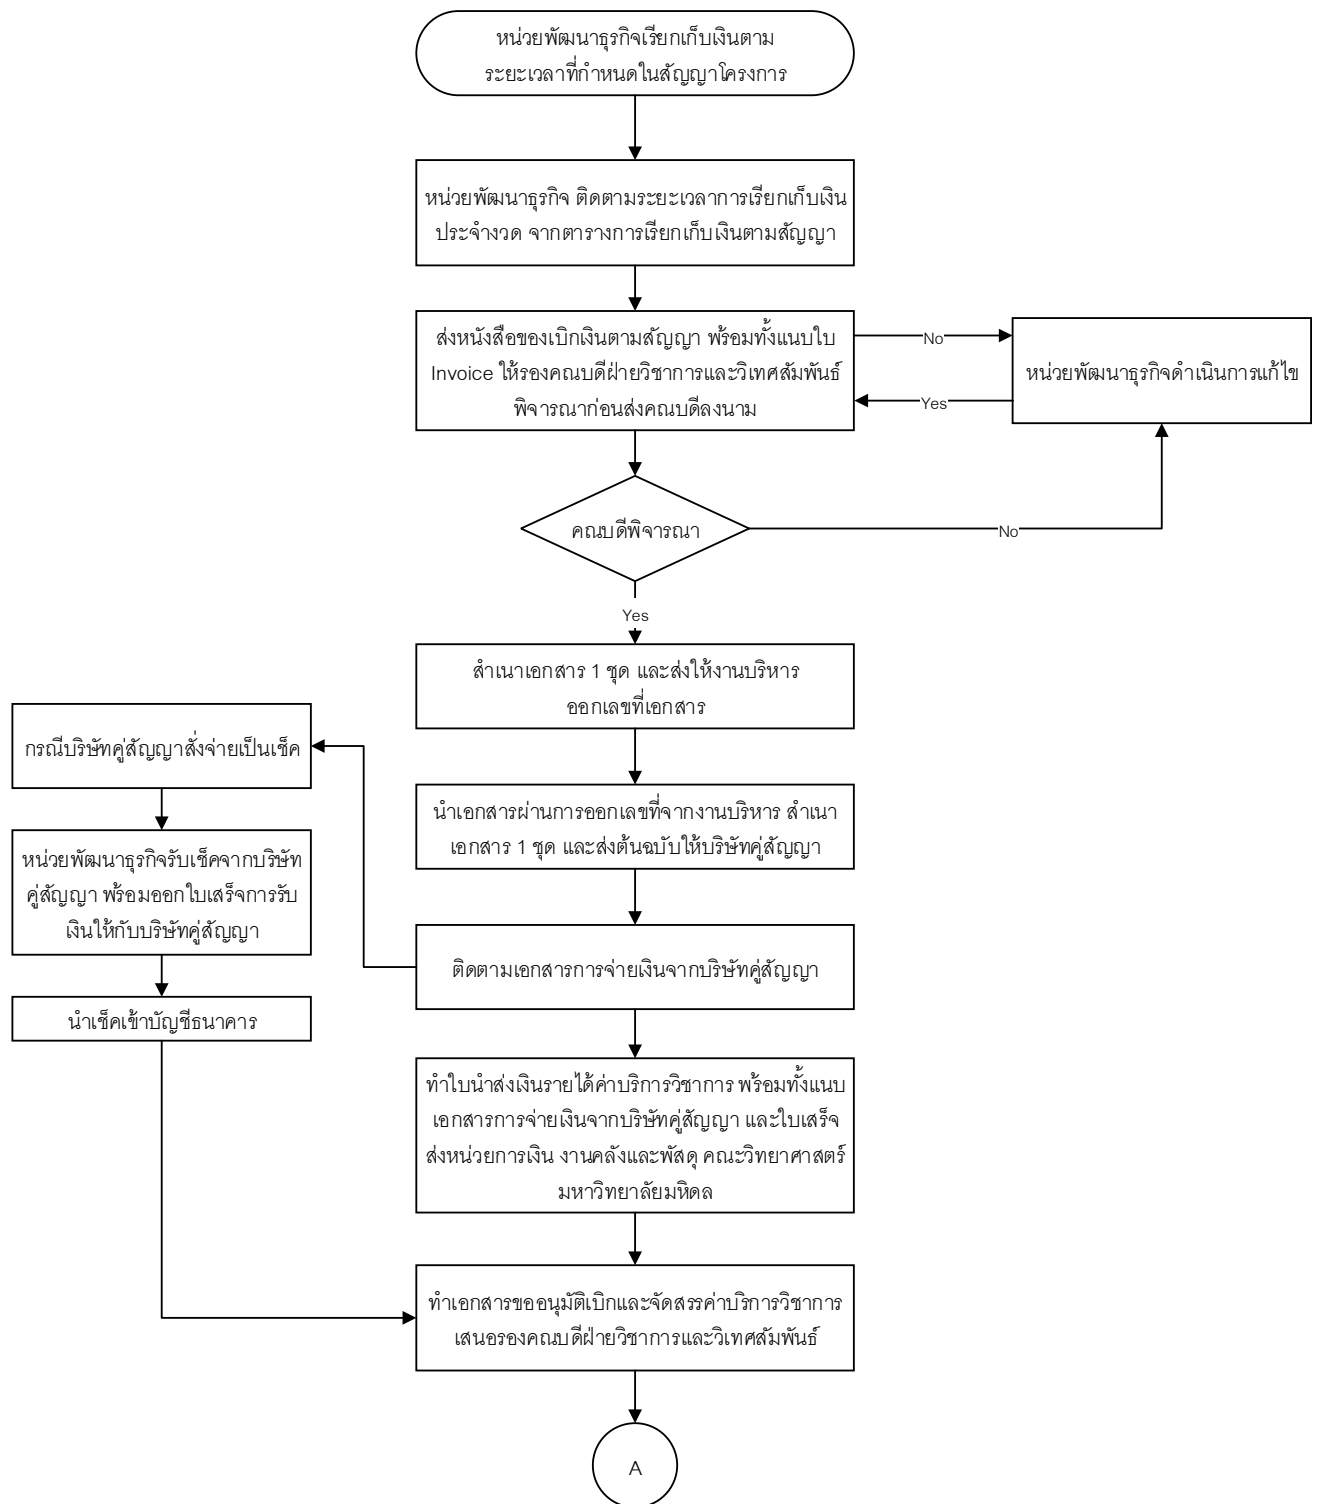 หน่วยพัฒนาธุรกิจเรียกเก็บเงินตาม
ระยะเวลาที่กำหนดในสัญญาโครงการ
หน่วยพัฒนาธุรกิจ ติดตามระยะเวลาการเรียกเก็บเงิน
ประจำงวด จากตารางการเรียกเก็บเงินตามสัญญา
ส่งหนังสือของเบิกเงินตามสัญญา พร้อมทั้งแนบใบ
Invoice ให้รองคณบดีฝ่ายวิชาการและวิเทศสัมพันธ์
พิจารณาก่อนส่งคณบดีลงนาม
No
Yes
หน่วยพัฒนาธุรกิจดำเนินการแก้ไข
คณบดีพิจารณา
No
Yes
สำเนาเอกสาร 1 ชุด และส่งให้งานบริหาร
ออกเลขที่เอกสาร
กรณีบริษัทคู่สัญญาสั่งจ่ายเป็นเช็ค
นำเอกสารผ่านการออกเลขที่จากงานบริหาร สำเนา
เอกสาร 1 ชุด และส่งต้นฉบับให้บริษัทคู่สัญญา
หน่วยพัฒนาธุรกิจรับเช็คจากบริษัท
คู่สัญญา พร้อมออกใบเสร็จการรับ
เงินให้กับบริษัทคู่สัญญา
ติดตามเอกสารการจ่ายเงินจากบริษัทคู่สัญญา
นำเช็คเข้าบัญชีธนาคาร
ทำใบนำส่งเงินรายได้ค่าบริการวิชาการ พร้อมทั้งแนบ
เอกสารการจ่ายเงินจากบริษัทคู่สัญญา และใบเสร็จ
ส่งหน่วยการเงิน งานคลังและพัสดุ คณะวิทยาศาสตร์
มหาวิทยาลัยมหิดล
ทำเอกสารขออนุมัติเบิกและจัดสรรค่าบริการวิชาการ
เสนอรองคณบดีฝ่ายวิชาการและวิเทศสัมพันธ์
A